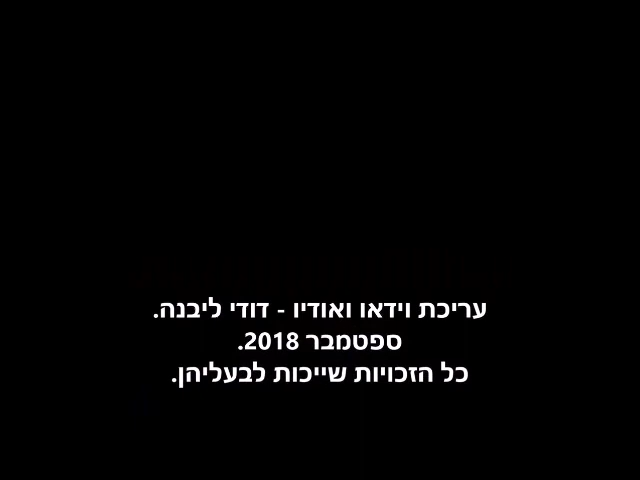 עריכת וידאו ואודיו - דודי ליבנה.
ספטמבר 2018.
כל הזכויות שייכות לבעליהן.